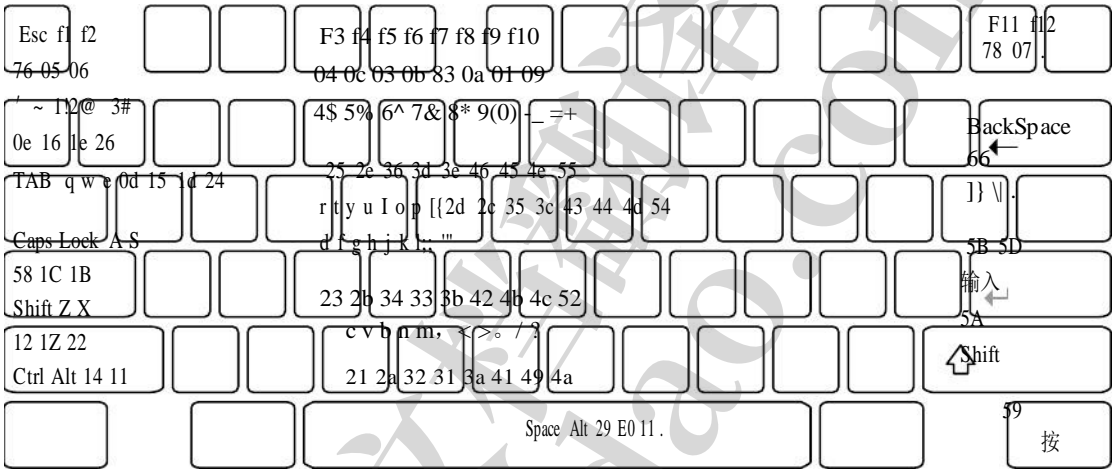 Esc f1 f2
76 05 06
' ~ 1!2@ 3#
0e 16 1e 26
TAB q w e 0d 15 1d 24
Caps Lock A S
58 1C 1B
Shift Z X
12 1Z 22
Ctrl Alt 14 11
F3 f4 f5 f6 f7 f8 f9 f10
04 0c 03 0b 83 0a 01 09
4$ 5% 6^ 7& 8* 9(0) -_ =+
25 2e 36 3d 3e 46 45 4e 55
r t y u I o p [{2d 2c 35 3c 43 44 4d 54
d f g h j k l;: '"
23 2b 34 33 3b 42 4b 4c 52
c v b n m，<>。/ ?
21 2a 32 31 3a 41 49 4a
Space Alt 29 E0 11 .
F11 f12
78 07 .
BackSpace
66
]} \| .
5B 5D
输入
5A
Shift
59
按